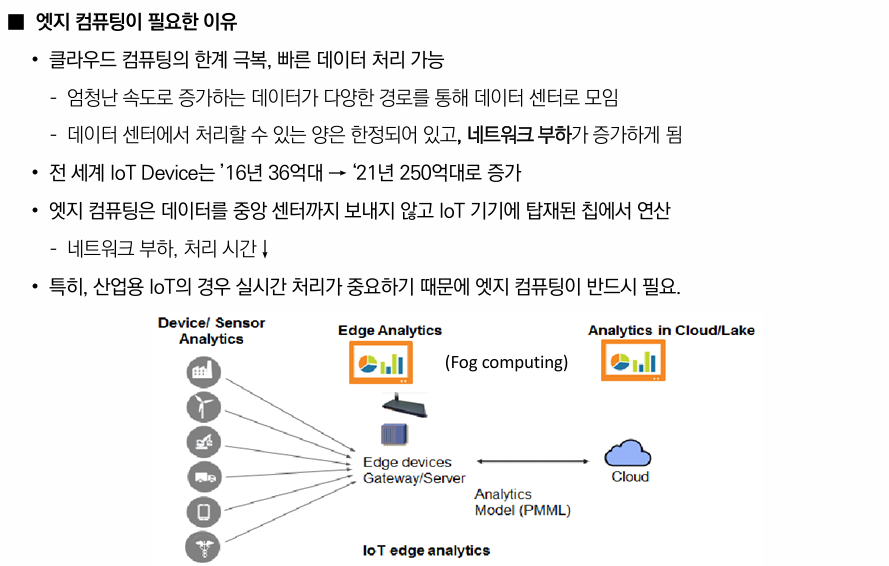 ■ 엣지 컴퓨팅이 필요한 이유
• 클라우드 컴퓨팅의 한계 극복, 빠른 데이터 처리 가능
- 엄청난 속도로 증가하는 데이터가 다양한 경로를 통해 데이터 센터로 모임
- 데이터 센터에서 처리할 수 있는 양은 한정되어 있고, 네트워크 부하가 증가하게 됨
• 전 세계 IoT Device는 ’16년 36억대 → ‘21년 250억대로 증가
• 엣지 컴퓨팅은 데이터를 중앙 센터까지 보내지 않고 IoT 기기에 탑재된 칩에서 연산
- 네트워크 부하, 처리 시간↓
• 특히, 산업용 IoT의 경우 실시간 처리가 중요하기 때문에 엣지 컴퓨팅이 반드시 필요.
Device/ Sensor
Analytics
Edge Analytics
(Fog computing)
Analytics in Cloud/Lake
Edge devices
Gateway/Server
Cloud
Analytics
Model (PMML)
IoT edge analytics